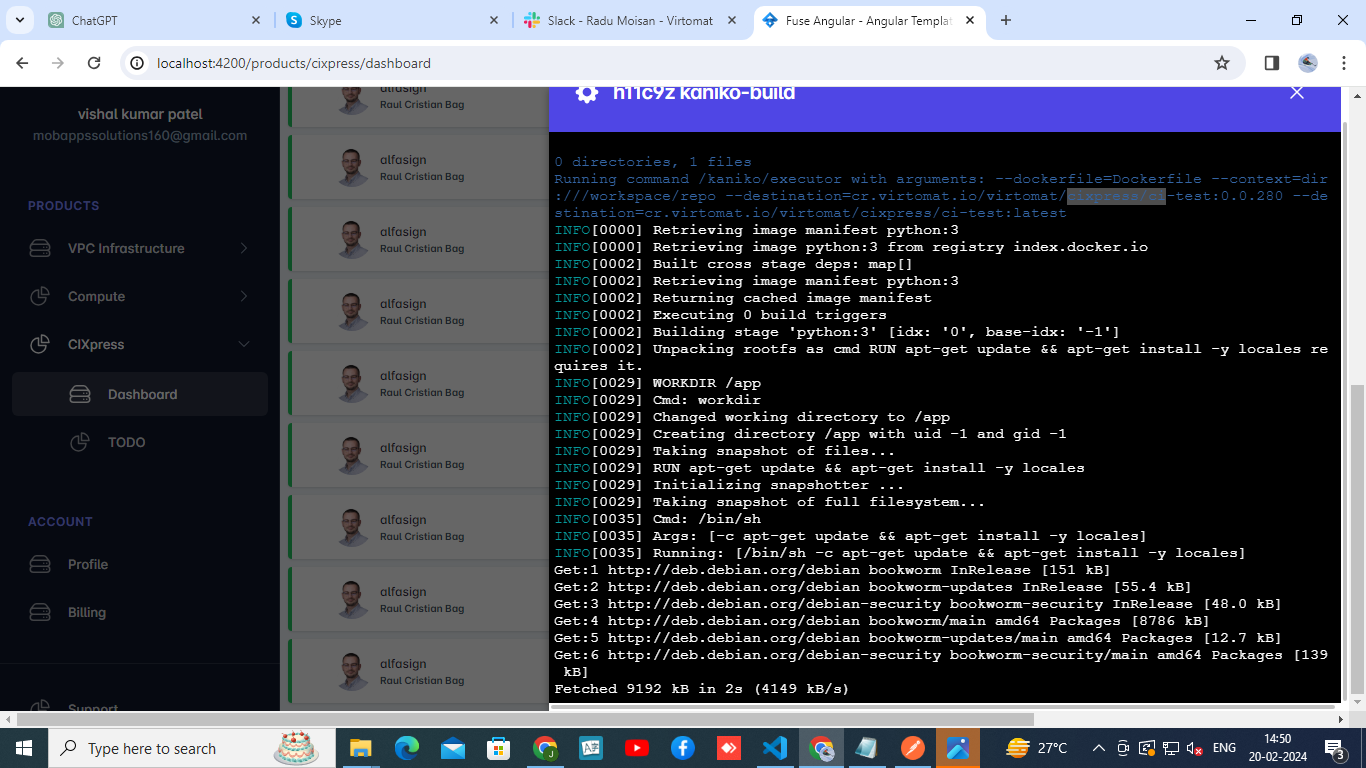 ChatGPT
Skype
Slack - Radu Moisan - Virtomat
Fuse Angular - Angular Templat
localhost:4200/products/cixpress/dashboard
vishal kumar patel
mobappssolutions160@gmail.com
PRODUCTS
VPC Infrastructure
Compute
CIXpress
Dashboard
TODO
ACCOUNT
Profile
Billing
Support
alfasign
Raul Cristian Bag
alfasign
Raul Cristian Bag
alfasign
Raul Cristian Bag
alfasign
Raul Cristian Bag
alfasign
Raul Cristian Bag
alfasign
Raul Cristian Bag
alfasign
Raul Cristian Bag
alfasign
Raul Cristian Bag
alfasign
Raul Cristian Bag
h11c9z kaniko-build
0 directories, 1 files
Running command /kaniko/executor with arguments: --dockerfile=Dockerfile --context=dir
:///workspace/repo --destination=cr.virtomat.io/virtomat/cixpress/ci-test:0.0.280 --de
stination=cr.virtomat.io/virtomat/cixpress/ci-test:latest
INFO[0000] Retrieving image manifest python:3
INFO[0000] Retrieving image python:3 from registry index.docker.io
INFO[0002] Built cross stage deps: map[]
INFO[0002] Retrieving image manifest python:3
INFO[0002] Returning cached image manifest
INFO[0002] Executing 0 build triggers
INFO[0002] Building stage 'python:3' [idx: '0', base-idx: '-1']
INFO[0002] Unpacking rootfs as cmd RUN apt-get update && apt-get install -y locales re
quires it.
INFO[0029] WORKDIR /app
INFO[0029] Cmd: workdir
INFO[0029] Changed working directory to /app
INFO[0029] Creating directory /app with uid -1 and gid -1
INFO[0029] Taking snapshot of files...
INFO[0029] RUN apt-get update && apt-get install -y locales
INFO[0029] Initializing snapshotter ...
INFO[0029] Taking snapshot of full filesystem...
INFO[0035] Cmd: /bin/sh
INFO[0035] Args: [-c apt-get update && apt-get install -y locales]
INFO[0035] Running: [/bin/sh -c apt-get update && apt-get install -y locales]
Get:1 http://deb.debian.org/debian bookworm InRelease [151 kB]
Get:2 http://deb.debian.org/debian bookworm-updates InRelease [55.4 kB]
Get:3 http://deb.debian.org/debian-security bookworm-security InRelease [48.0 kB]
Get:4 http://deb.debian.org/debian bookworm/main amd64 Packages [8786 kB]
Get:5 http://deb.debian.org/debian bookworm-updates/main amd64 Packages [12.7 kB]
Get:6 http://deb.debian.org/debian-security bookworm-security/main amd64 Packages [139
kB]
Fetched 9192 kB in 2s (4149 kB/s)
Type here to search
27°C
ENG
14:50
20-02-2024
3